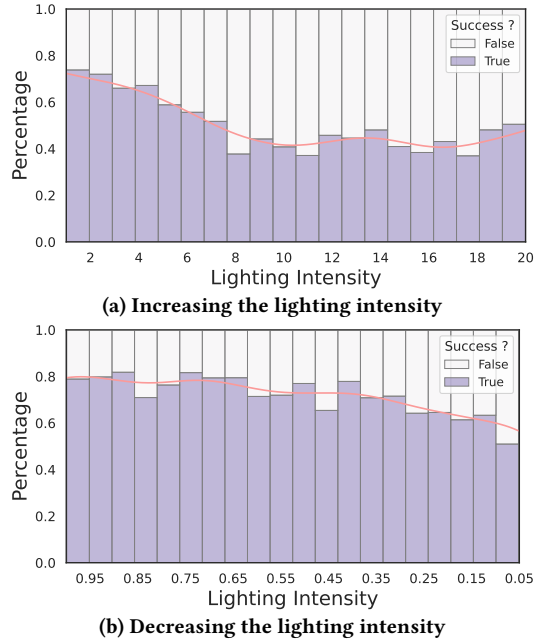 1.0
0.8
0.6
0.4
0.2
0.0
Percentage
Success ?
False
True
2 4 6 8 10 12 14 16 18 20
Lighting Intensity
(a) Increasing the lighting intensity
1.0
0.8
0.6
0.4
0.2
0.0
Percentage
Success ?
False
True
0.95 0.85 0.75 0.65 0.55 0.45 0.35 0.25 0.15 0.05
Lighting Intensity
(b) Decreasing the lighting intensity